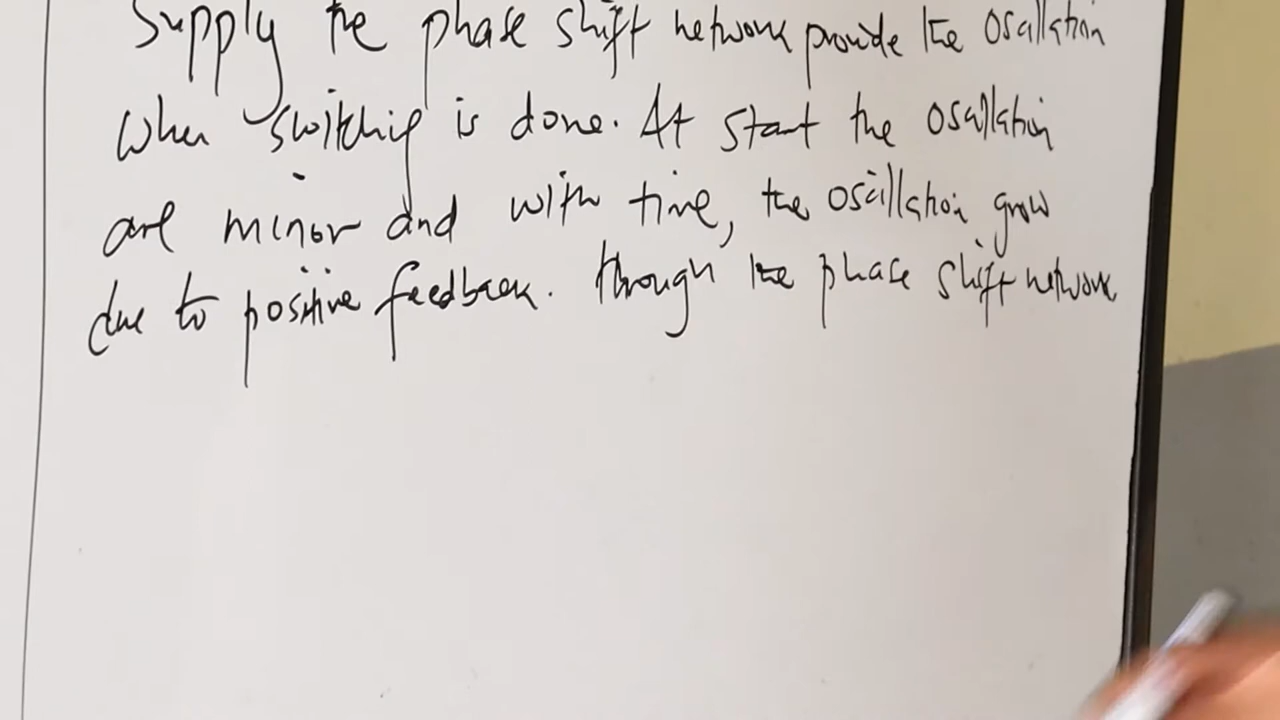 Supply the phase shift network provide the Oscillation
when switching is done. At start the oscillation
are minor and with time, the oscillation grow
due to positive feedback. through the phase shift network